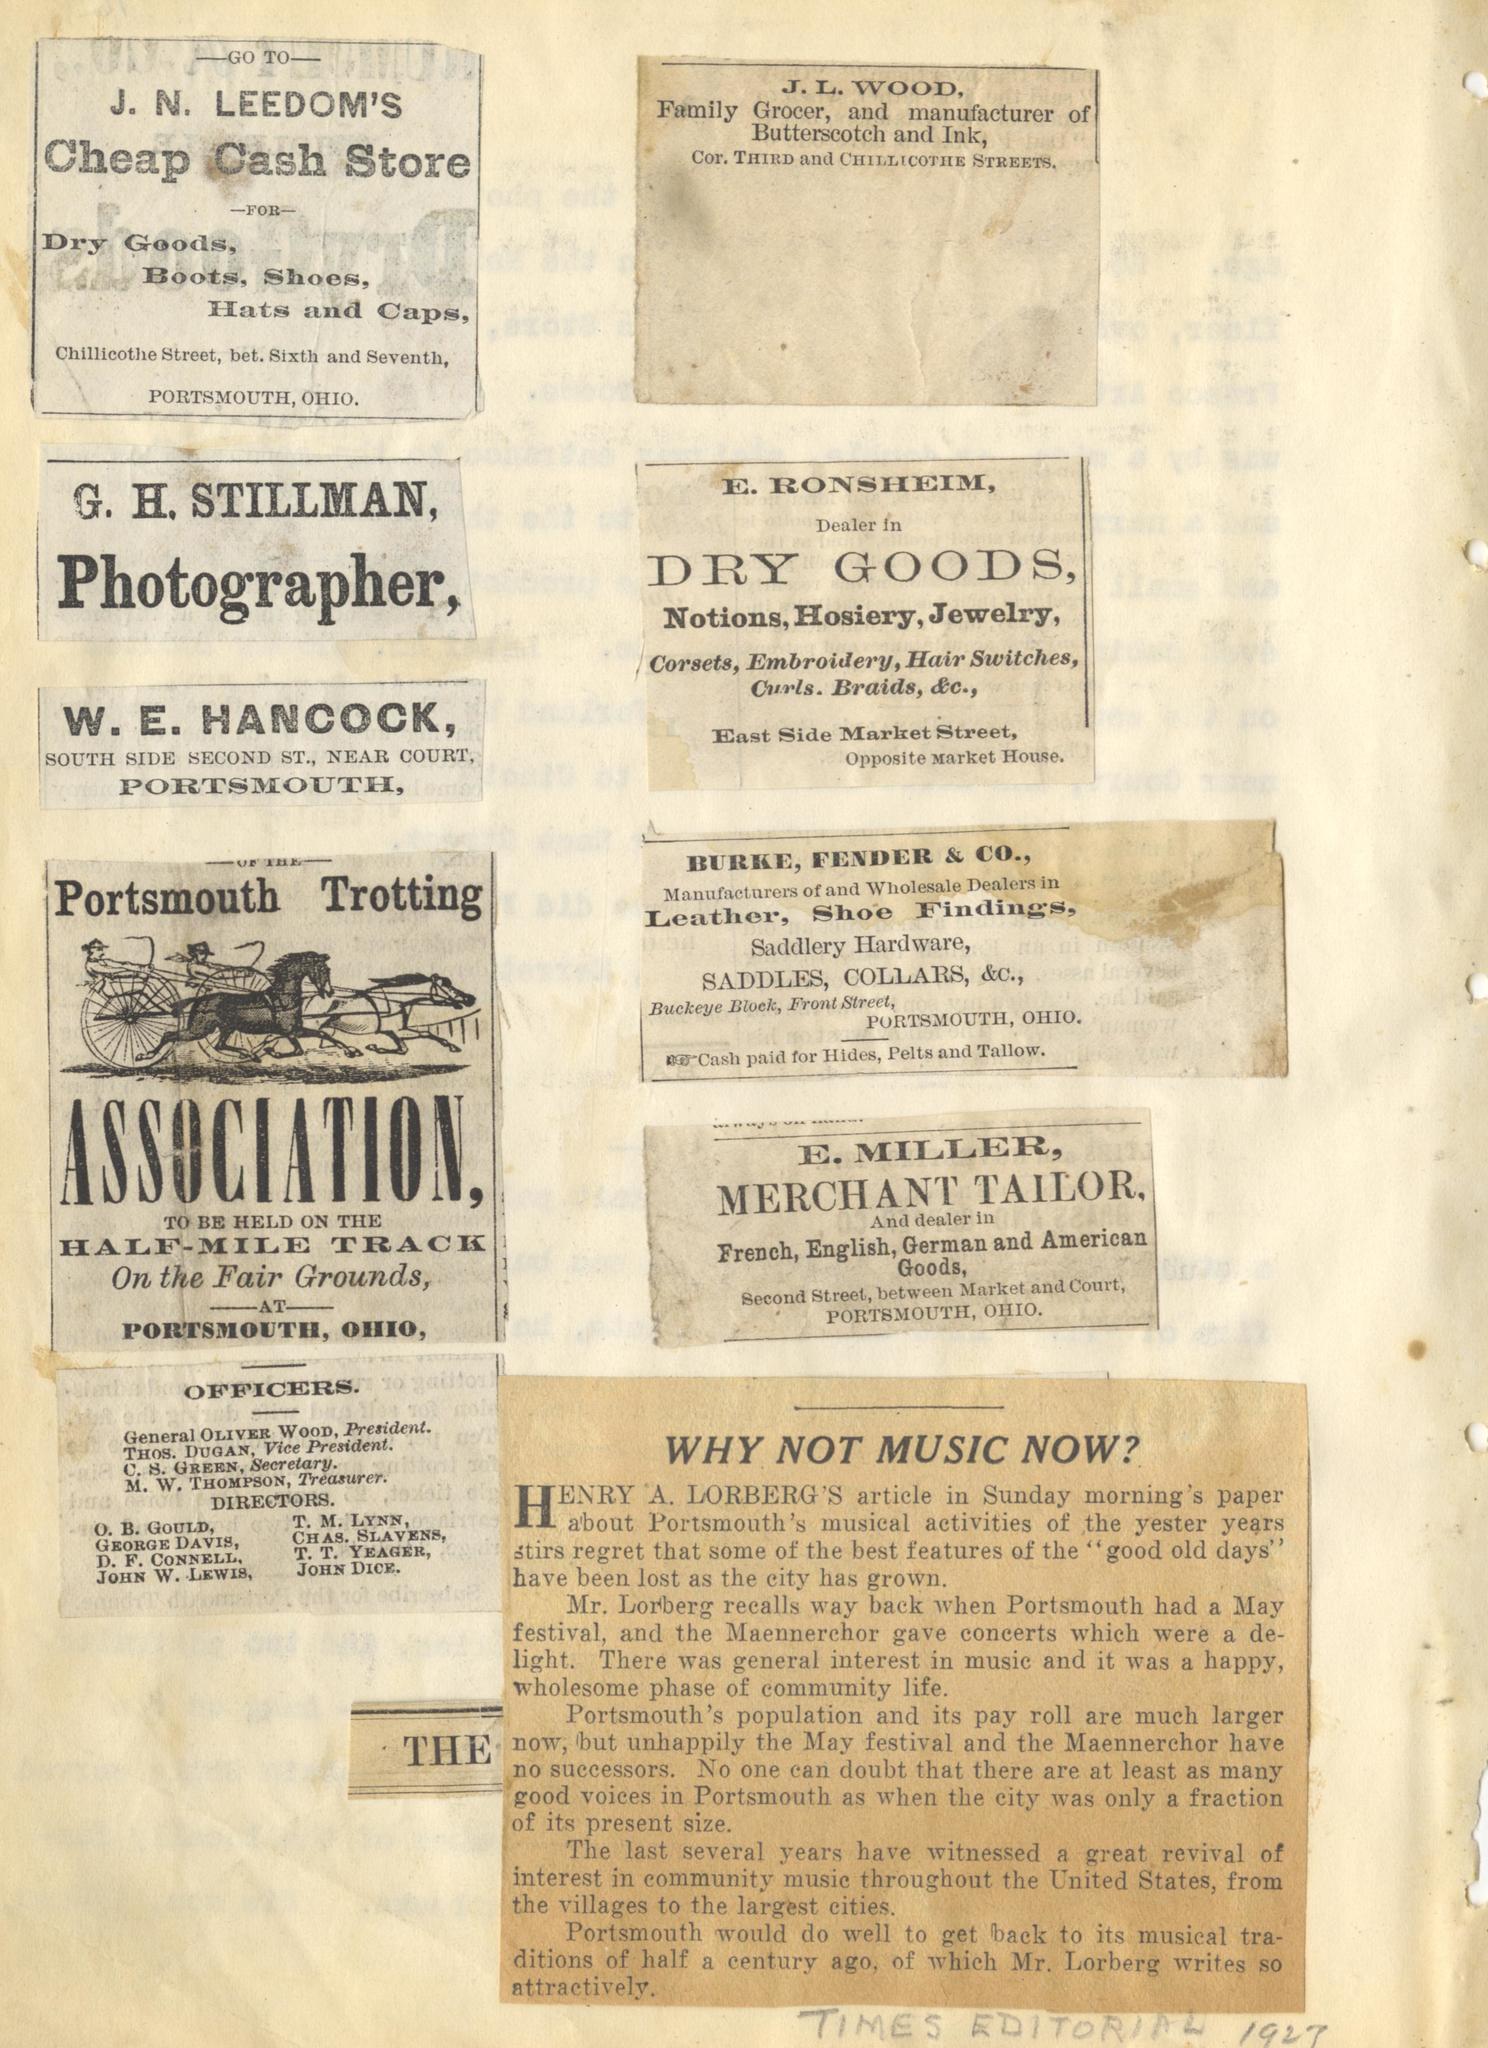 —GO TO—
J. N. LEEDOM'S
Cheap Cash Store
—FOR—
Dry Goods,
Boots, Shoes,
Hats and Caps,
Chillicothe Street, bet. Sixth and Seventh,
PORTSMOUTH, OHIO.
G. H. STILLMAN,
Photographer,
W. E. HANCOCK,
SOUTH SIDE SECOND ST., NEAR COURT,
PORTSMOUTH,
—OF THE—
Portsmouth Trotting
ASSOCIATION,
TO BE HELD ON THE
HALF-MILE TRACK
On the Fair Grounds,
—AT—
PORTSMOUTH, OHIO,
OFFICERS.
General OLIVER WOOD, President.
THOS. DUGAN, Vice President.
C. S. GREEN, Secretary.
M. W. THOMPSON, Treasurer.
DIRECTORS.
O. B. GOULD, T. M. LYNN,
GEORGE DAVIS, CHAS. SLAVENS,
D. F. CONNELL, T. T. YEAGER,
JOHN W. LEWIS, JOHN DICE.
THE
J. L. WOOD,
Family Grocer, and manufacturer of
Butterscotch and Ink,
Cor. THIRD and CHILLICOTHE STREETS.
E. RONSHEIM,
Dealer in
DRY GOODS,
Notions, Hosiery, Jewelry,
Corsets, Embroidery, Hair Switches,
Curls. Braids, &c.,
East Side Market Street,
Opposite Market House.
BURKE, FENDER & CO.,
Manufacturers of and Wholesale Dealers in
Leather, Shoe Findings,
Saddlery Hardware,
SADDLES, COLLARS, &c.,
Buckeye Block, Front Street,
PORTSMOUTH, OHIO.
☞Cash paid for Hides, Pelts and Tallow.
always on hand.
E. MILLER,
MERCHANT TAILOR,
And dealer in
French, English, German and American
Goods,
Second Street, between Market and Court,
PORTSMOUTH, OHIO.
WHY NOT MUSIC NOW?
HENRY A. LORBERG'S article in Sunday morning's paper
about Portsmouth's musical activities of the yester years
stirs regret that some of the best features of the "good old days"
have been lost as the city has grown.
Mr. Lorberg recalls way back when Portsmouth had a May
festival, and the Maennerchor gave concerts which were a de-
light. There was general interest in music and it was a happy,
wholesome phase of community life.
Portsmouth's population and its pay roll are much larger
now, but unhappily the May festival and the Maennerchor have
no successors. No one can doubt that there are at least as many
good voices in Portsmouth as when the city was only a fraction
of its present size.
The last several years have witnessed a great revival of
interest in community music throughout the United States, from
the villages to the largest cities.
Portsmouth would do well to get back to its musical tra-
ditions of half a century ago, of which Mr. Lorberg writes so
attractively.
TIMES EDITORIAL 1927